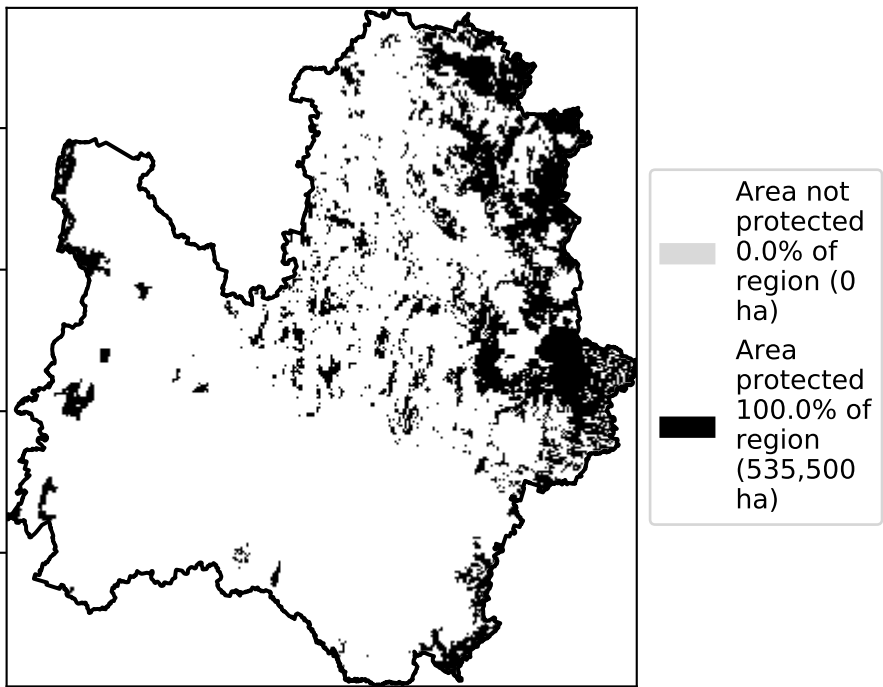 Area not
protected
0.0% of
region (0
ha)
Area
protected
100.0% of
region
(535,500
ha)